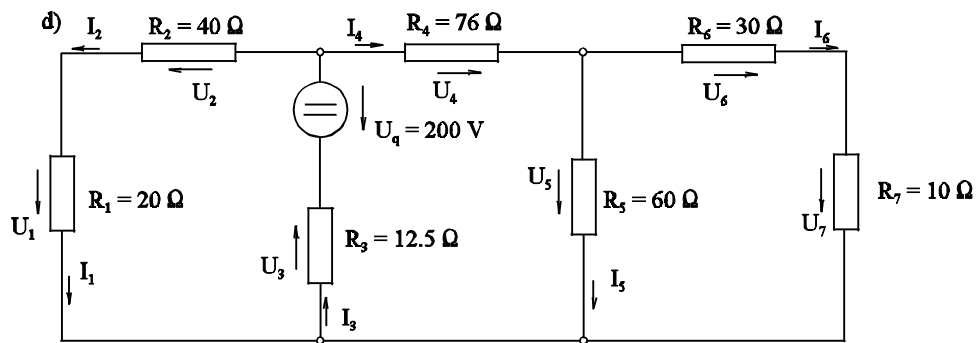 d)
I₂
R₂ = 40 Ω
I₄
R₄ = 76 Ω
R₆ = 30 Ω
I₆
U₂
U₄
U₆
U_q = 200 V
U₁
R₁ = 20 Ω
U₃
R₃ = 12.5 Ω
U₅
R₅ = 60 Ω
U₇
R₇ = 10 Ω
I₁
I₃
I₅